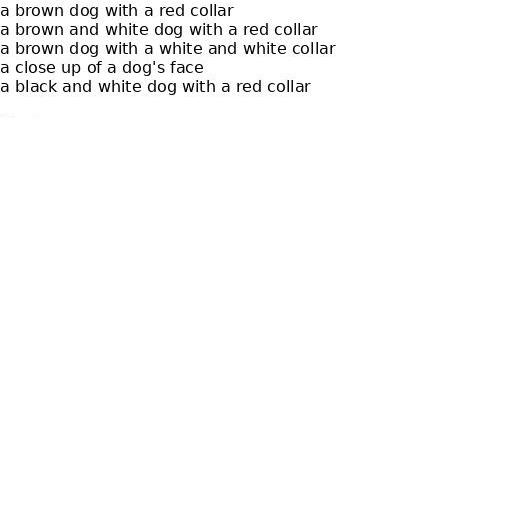 a brown dog with a red collar
a brown and white dog with a red collar
a brown dog with a white and white collar
a close up of a dog's face
a black and white dog with a red collar